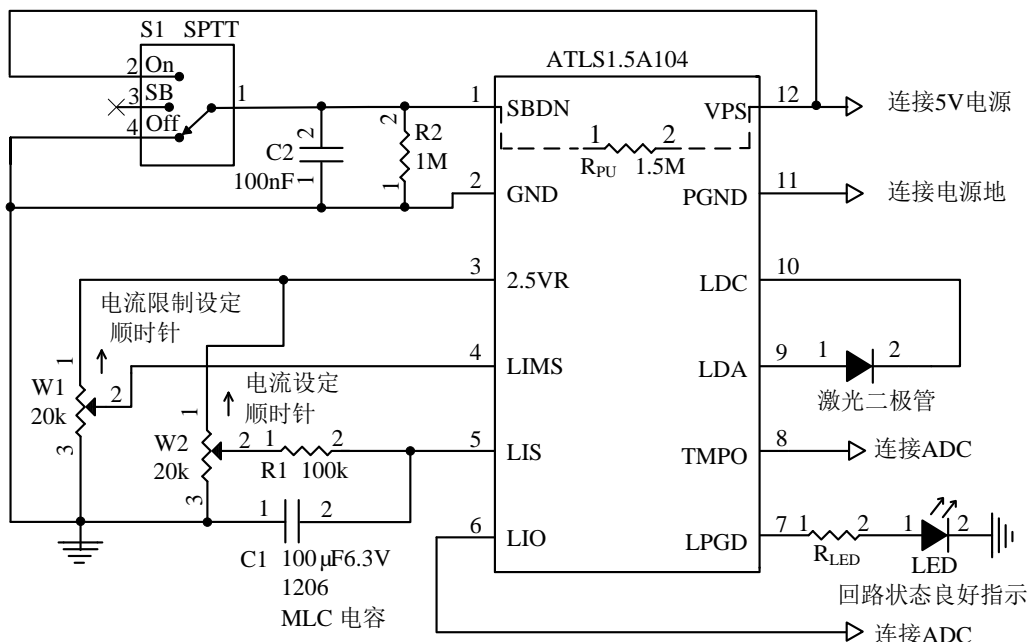 S1 SPTT
ATLS1.5A104
2 On
3 SB
4 Off
1
2
C2
100nF
1
2
R2
1M
1
1 SBDN
VPS 12
连接5V电源
1 2
RPU 1.5M
2 GND
PGND 11
连接电源地
3 2.5VR
LDC 10
电流限制设定
顺时针
1
W1
20k
2
3
4 LIMS
LDA 9
1 2
激光二极管
电流设定
顺时针
1
W2
20k
2
3
1 2
R1 100k
5 LIS
TMPO 8
连接ADC
1 2
C1 100μF6.3V
1206
MLC 电容
6 LIO
LPGD 7
1 2
RLED
1 2
LED
回路状态良好指示
连接ADC